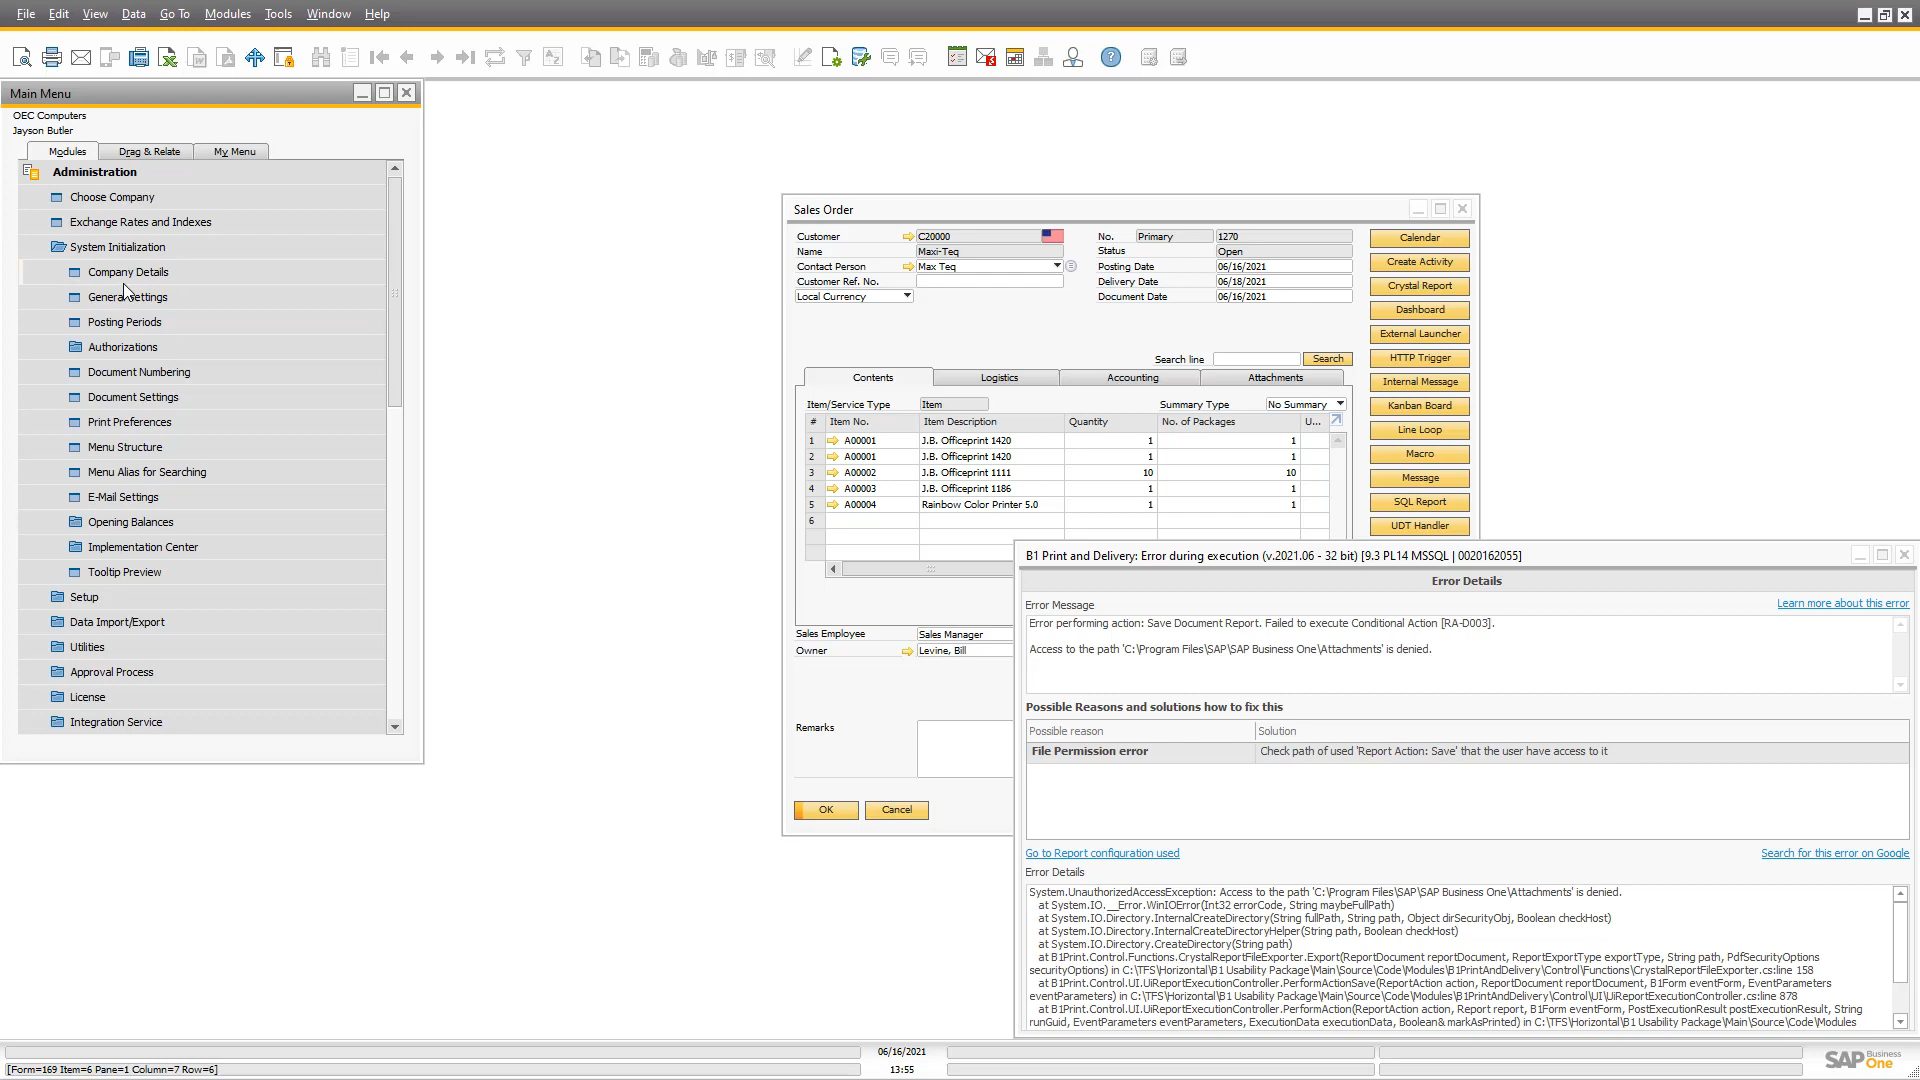 File Edit View Data Go To Modules Tools Window Help
Main Menu
OEC Computers
Jayson Butler
Modules Drag & Relate My Menu
Administration
Choose Company
Exchange Rates and Indexes
System Initialization
Company Details
General Settings
Posting Periods
Authorizations
Document Numbering
Document Settings
Print Preferences
Menu Structure
Menu Alias for Searching
E-Mail Settings
Opening Balances
Implementation Center
Tooltip Preview
Setup
Data Import/Export
Utilities
Approval Process
License
Integration Service
Sales Order
Customer C20000 No. Primary 1270
Name Maxi-Teq Status Open
Contact Person Max Teq Posting Date 06/16/2021
Customer Ref. No. Delivery Date 06/18/2021
Local Currency Document Date 06/16/2021
Search line Search
Contents Logistics Accounting Attachments
Item/Service Type Item Summary Type No Summary
# Item No. Item Description Quantity No. of Packages U...
1 A00001 J.B. Officeprint 1420 1 1
2 A00001 J.B. Officeprint 1420 1 1
3 A00002 J.B. Officeprint 1111 10 10
4 A00003 J.B. Officeprint 1186 1 1
5 A00004 Rainbow Color Printer 5.0 1 1
6
Sales Employee Sales Manager
Owner Levine, Bill
Remarks
OK Cancel
Calendar
Create Activity
Crystal Report
Dashboard
External Launcher
HTTP Trigger
Internal Message
Kanban Board
Line Loop
Macro
Message
SQL Report
UDT Handler
B1 Print and Delivery: Error during execution (v.2021.06 - 32 bit) [9.3 PL14 MSSQL | 0020162055]
Error Details
Error Message Learn more about this error
Error performing action: Save Document Report. Failed to execute Conditional Action [RA-D003].
Access to the path 'C:\Program Files\SAP\SAP Business One\Attachments' is denied.
Possible Reasons and solutions how to fix this
Possible reason Solution
File Permission error Check path of used 'Report Action: Save' that the user have access to it
Go to Report configuration used Search for this error on Google
Error Details
System.UnauthorizedAccessException: Access to the path 'C:\Program Files\SAP\SAP Business One\Attachments' is denied.
at System.IO.__Error.WinIOError(Int32 errorCode, String maybeFullPath)
at System.IO.Directory.InternalCreateDirectory(String fullPath, String path, Object dirSecurityObj, Boolean checkHost)
at System.IO.Directory.InternalCreateDirectoryHelper(String path, Boolean checkHost)
at System.IO.Directory.CreateDirectory(String path)
at B1Print.Control.Functions.CrystalReportFileExporter.Export(ReportDocument reportDocument, ReportExportType exportType, String path, PdfSecurityOptions
securityOptions) in C:\TFS\Horizontal\B1 Usability Package\Main\Source\Code\Modules\B1PrintAndDelivery\Control\Functions\CrystalReportFileExporter.cs:line 158
at B1Print.Control.UI.UiReportExecutionController.PerformActionSave(ReportAction action, ReportDocument reportDocument, B1Form eventForm, EventParameters
eventParameters) in C:\TFS\Horizontal\B1 Usability Package\Main\Source\Code\Modules\B1PrintAndDelivery\Control\UI\UiReportExecutionController.cs:line 878
at B1Print.Control.UI.UiReportExecutionController.PerformAction(ReportAction action, Report report, B1Form eventForm, PostExecutionResult postExecutionResult, String
runGuid, EventParameters eventParameters, ExecutionData executionData, Boolean& markAsPrinted) in C:\TFS\Horizontal\B1 Usability Package\Main\Source\Code\Modules
06/16/2021
[Form=169 Item=6 Pane=1 Column=7 Row=6] 13:55
SAP Business One